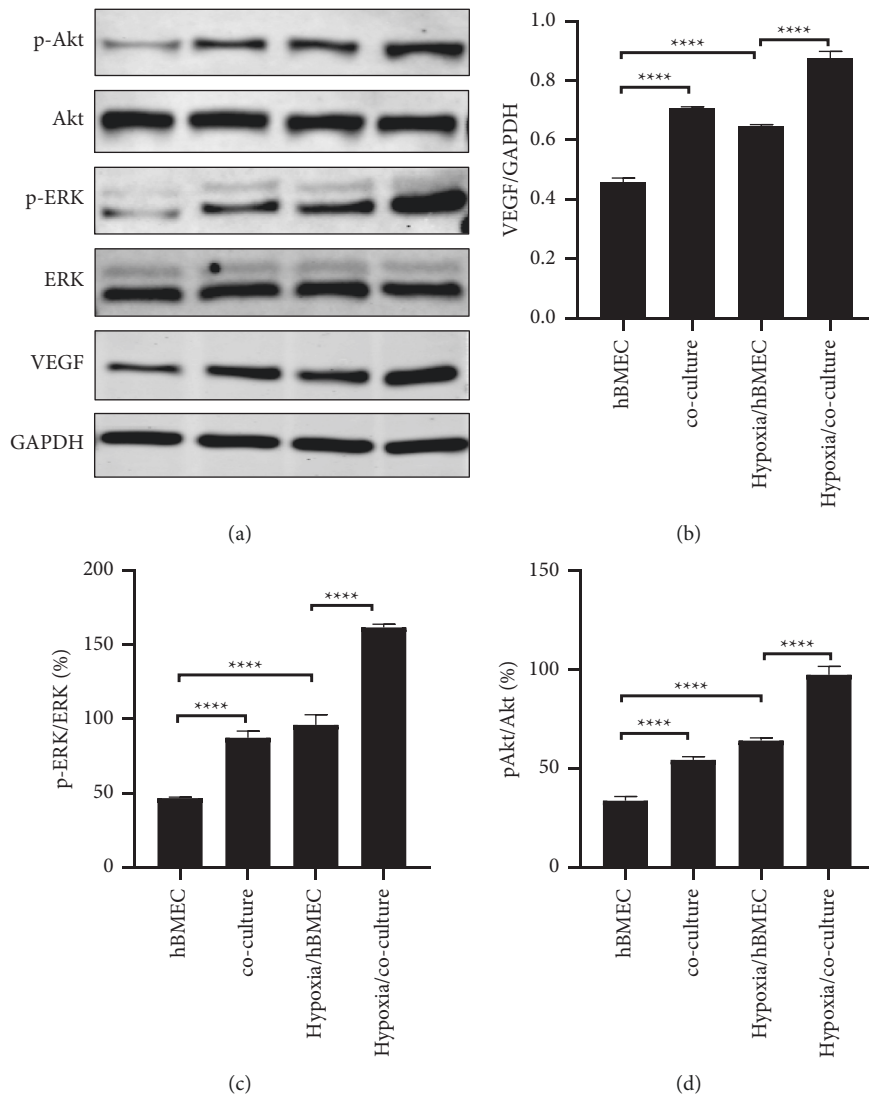 p-Akt
Akt
p-ERK
ERK
VEGF
GAPDH
(a)
VEGF/GAPDH
1.0
0.8
0.6
0.4
0.2
0.0
****
****
****
hBMEC
co-culture
Hypoxia/hBMEC
Hypoxia/co-culture
(b)
p-ERK/ERK (%)
200
150
100
50
0
****
****
****
hBMEC
co-culture
Hypoxia/hBMEC
Hypoxia/co-culture
(c)
pAkt/Akt (%)
150
100
50
0
****
****
****
hBMEC
co-culture
Hypoxia/hBMEC
Hypoxia/co-culture
(d)